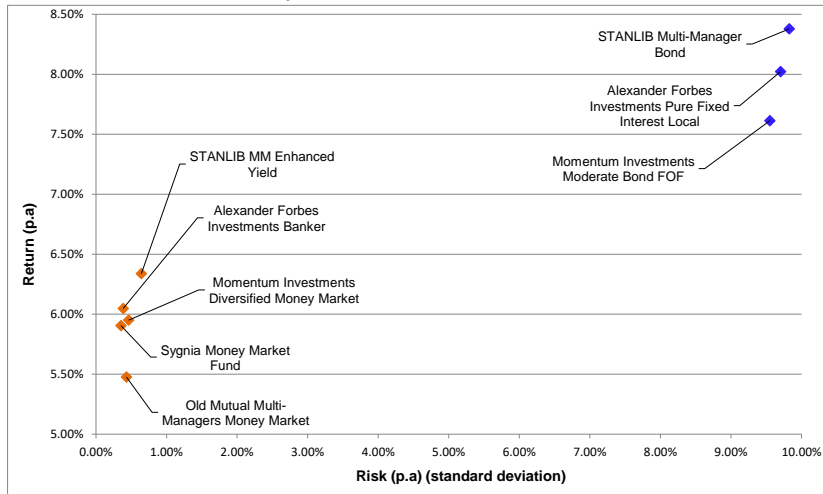 8.50%
STANLIB Multi-Manager
Bond
8.00%
Alexander Forbes
Investments Pure Fixed
Interest Local
7.50%
STANLIB MM Enhanced
Yield
Momentum Investments
Moderate Bond FOF
7.00%
Alexander Forbes
Investments Banker
6.50%
Momentum Investments
Diversified Money Market
6.00%
Sygnia Money Market
Fund
5.50%
Old Mutual Multi-
Managers Money Market
5.00%
0.00% 1.00% 2.00% 3.00% 4.00% 5.00% 6.00% 7.00% 8.00% 9.00% 10.00%
Return (p.a)
Risk (p.a) (standard deviation)